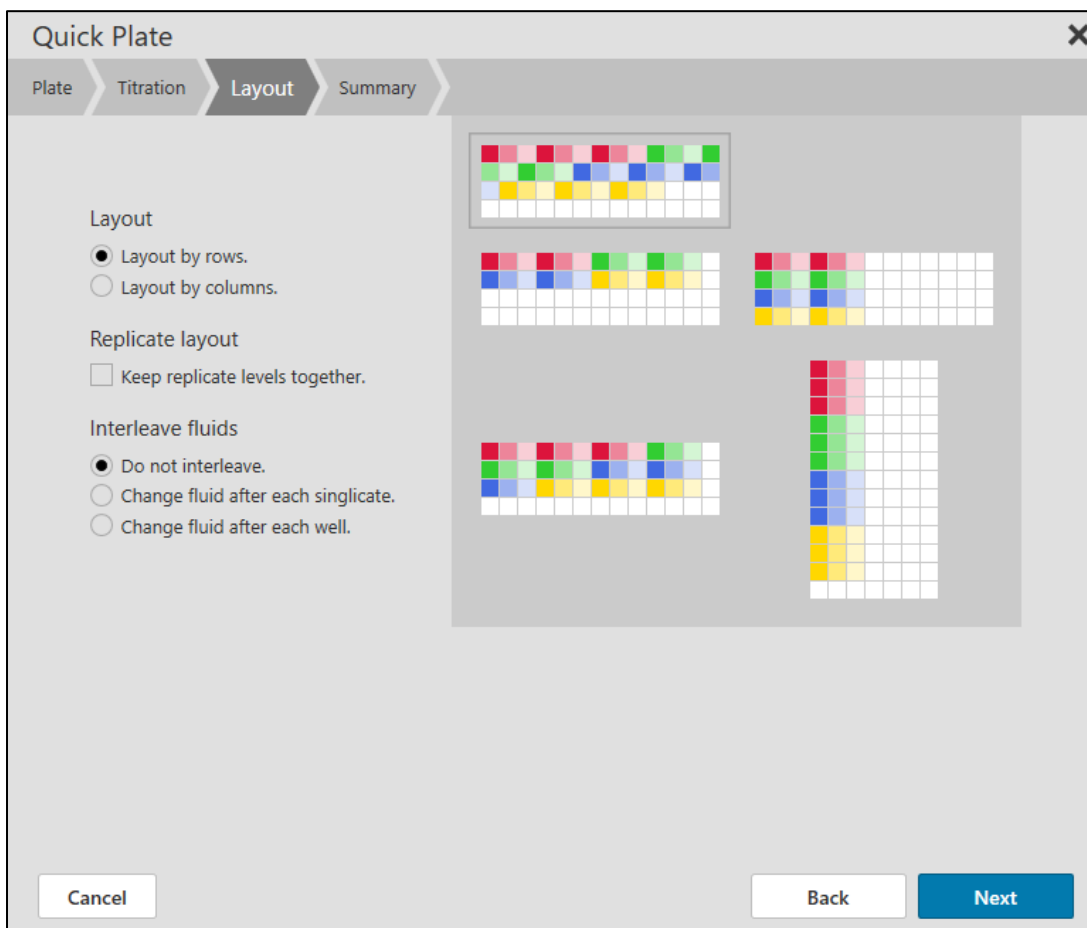 Quick Plate
Plate Titration Layout Summary
Layout
Layout by rows.
Layout by columns.
Replicate layout
Keep replicate levels together.
Interleave fluids
Do not interleave.
Change fluid after each singlicate.
Change fluid after each well.
Cancel Back Next